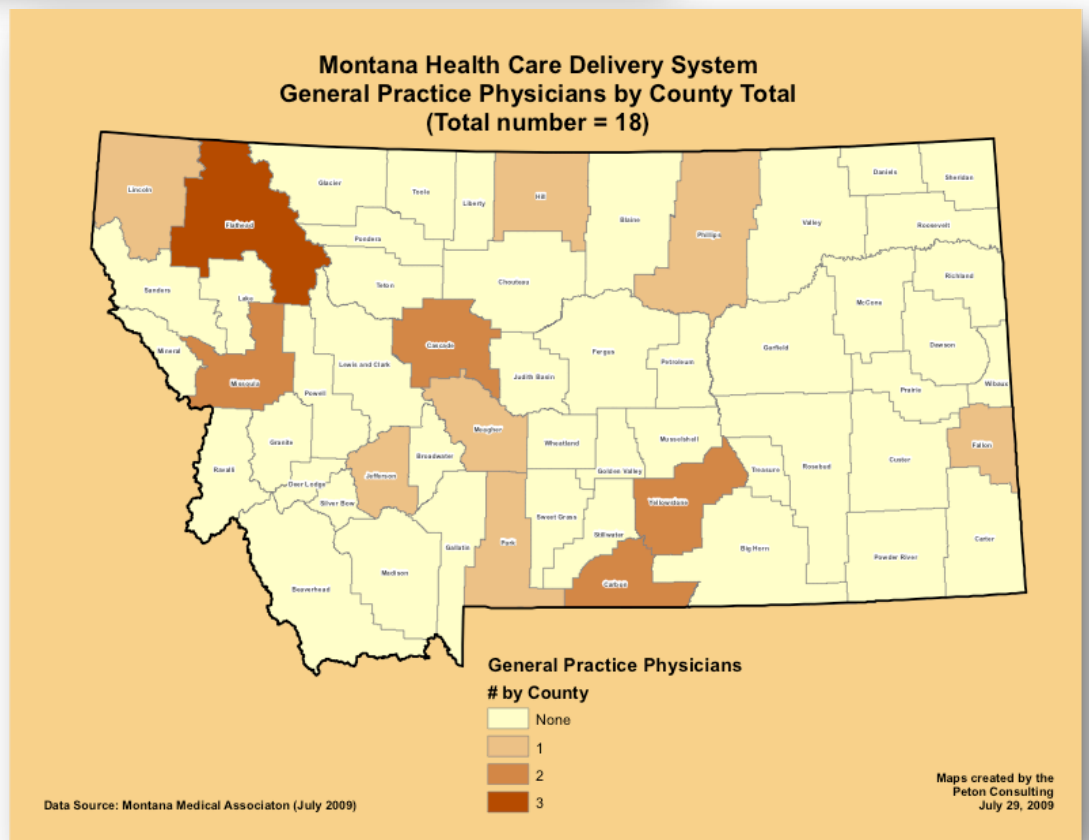 Montana Health Care Delivery System
General Practice Physicians by County Total
(Total number = 18)
Lincoln
Flathead
Glacier
Toole
Liberty
Hill
Blaine
Phillips
Valley
Daniels
Sheridan
Roosevelt
Pondera
Teton
Chouteau
Richland
McCone
Sanders
Lake
Mineral
Missoula
Lewis and Clark
Cascade
Judith Basin
Fergus
Petroleum
Garfield
Dawson
Prairie
Wibaux
Powell
Granite
Ravalli
Deer Lodge
Silver Bow
Jefferson
Broadwater
Meagher
Wheatland
Golden Valley
Musselshell
Treasure
Rosebud
Custer
Fallon
Yellowstone
Sweet Grass
Stillwater
Park
Gallatin
Madison
Beaverhead
Carbon
Big Horn
Powder River
Carter
General Practice Physicians
# by County
None
1
2
3
Data Source: Montana Medical Associaton (July 2009)
Maps created by the
Peton Consulting
July 29, 2009